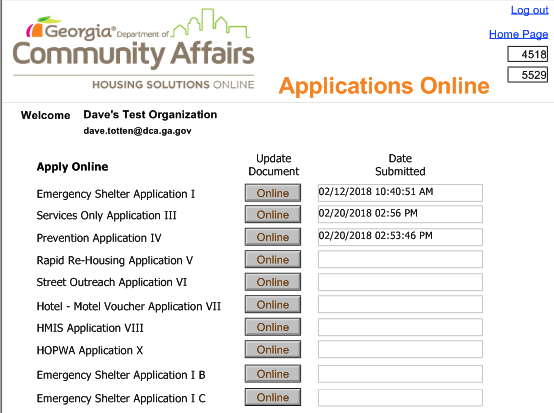 Log out
Georgia® Department of
Home Page
Community Affairs
4518
HOUSING SOLUTIONS ONLINE
Applications Online
5529
Welcome Dave's Test Organization
dave.totten@dca.ga.gov
Apply Online Update Document Date Submitted
Emergency Shelter Application I Online 02/12/2018 10:40:51 AM
Services Only Application III Online 02/20/2018 02:56 PM
Prevention Application IV Online 02/20/2018 02:53:46 PM
Rapid Re-Housing Application V Online
Street Outreach Application VI Online
Hotel - Motel Voucher Application VII Online
HMIS Application VIII Online
HOPWA Application X Online
Emergency Shelter Application I B Online
Emergency Shelter Application I C Online